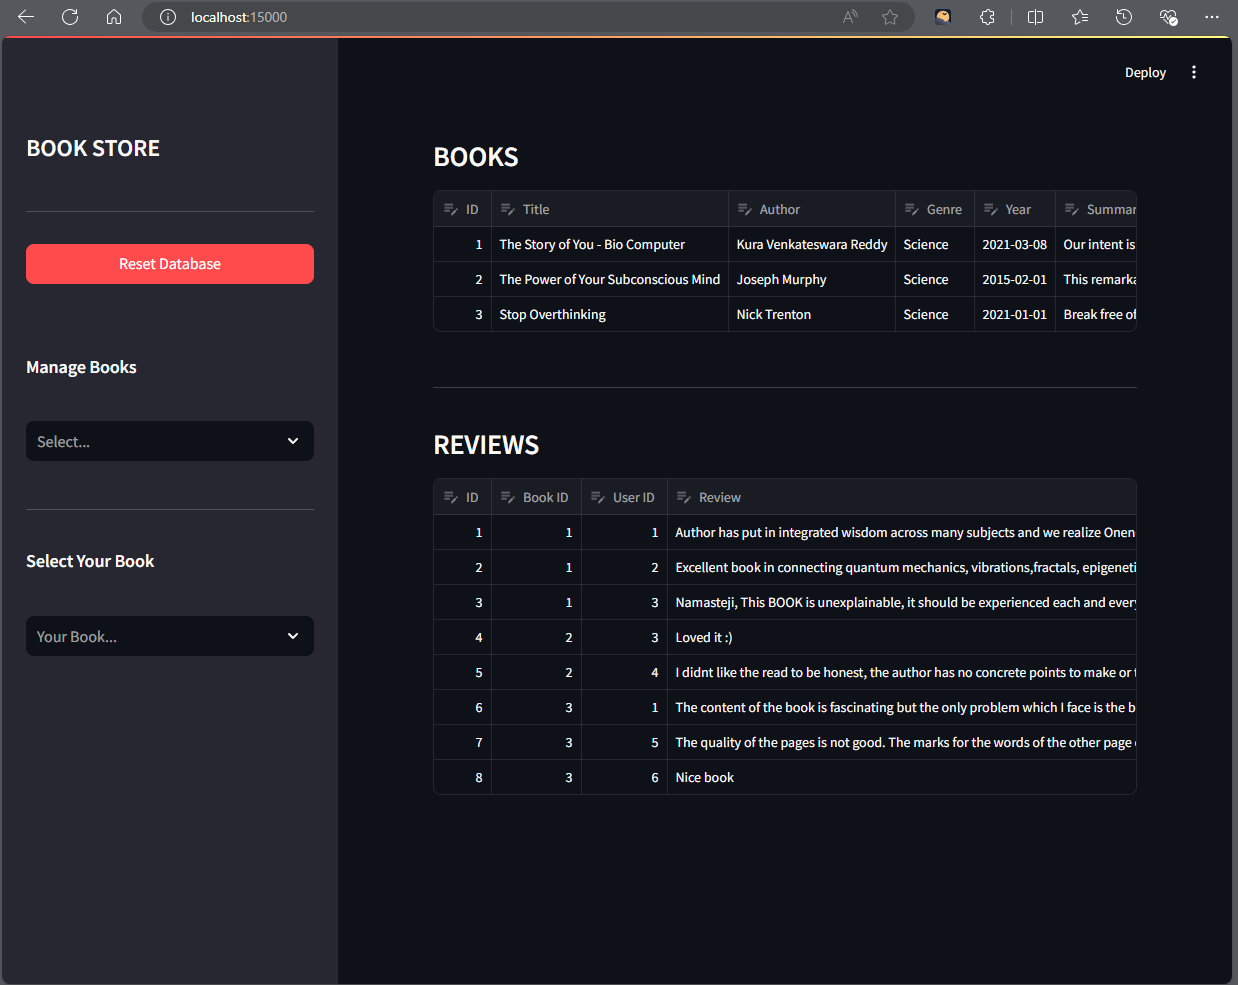 localhost:15000
Deploy
BOOK STORE
Reset Database
Manage Books
Select...
Select Your Book
Your Book...
BOOKS
ID Title Author Genre Year Summar
1 The Story of You - Bio Computer Kura Venkateswara Reddy Science 2021-03-08 Our intent is
2 The Power of Your Subconscious Mind Joseph Murphy Science 2015-02-01 This remarka
3 Stop Overthinking Nick Trenton Science 2021-01-01 Break free of
REVIEWS
ID Book ID User ID Review
1 1 1 Author has put in integrated wisdom across many subjects and we realize Onen
2 1 2 Excellent book in connecting quantum mechanics, vibrations,fractals, epigeneti
3 1 3 Namasteji, This BOOK is unexplainable, it should be experienced each and every
4 2 3 Loved it :)
5 2 4 I didnt like the read to be honest, the author has no concrete points to make or
6 3 1 The content of the book is fascinating but the only problem which I face is the b
7 3 5 The quality of the pages is not good. The marks for the words of the other page
8 3 6 Nice book